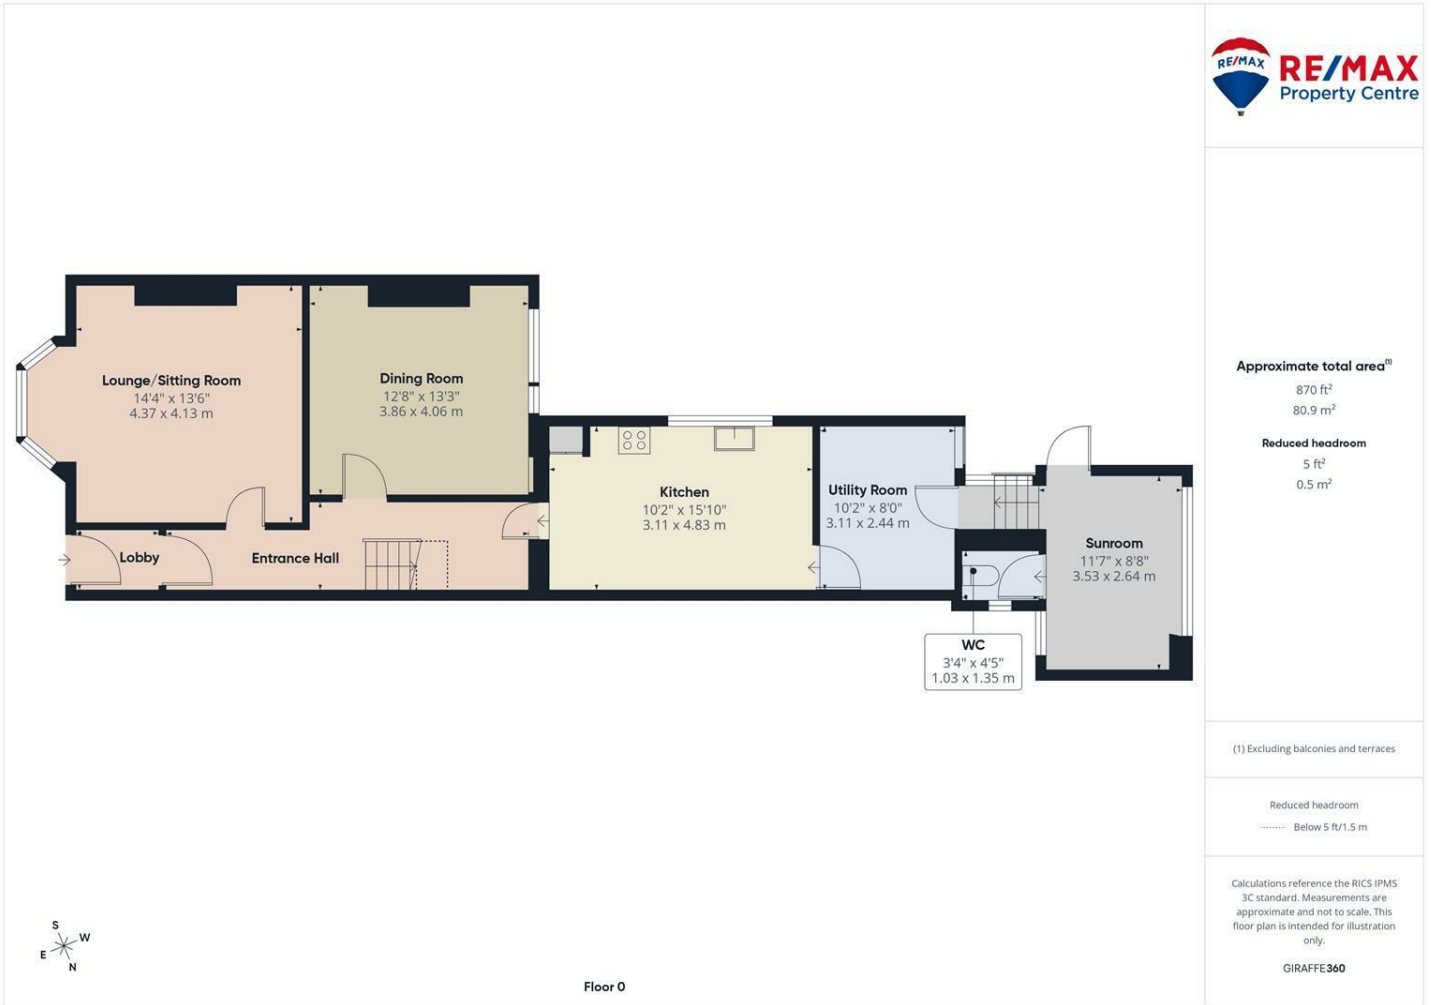 RE/MAX
RE/MAX
Property Centre
Lounge/Sitting Room
14'4" x 13'6"
4.37 x 4.13 m
Dining Room
12'8" x 13'3"
3.86 x 4.06 m
Kitchen
10'2" x 15'10"
3.11 x 4.83 m
Utility Room
10'2" x 8'0"
3.11 x 2.44 m
Lobby
Entrance Hall
Sunroom
11'7" x 8'8"
3.53 x 2.64 m
WC
3'4" x 4'5"
1.03 x 1.35 m
Approximate total area(1)
870 ft²
80.9 m²
Reduced headroom
5 ft²
0.5 m²
(1) Excluding balconies and terraces
Reduced headroom
Below 5 ft/1.5 m
Calculations reference the RICS IPMS
3C standard. Measurements are
approximate and not to scale. This
floor plan is intended for illustration
only.
GIRAFFE360
S
W
E
N
Floor 0